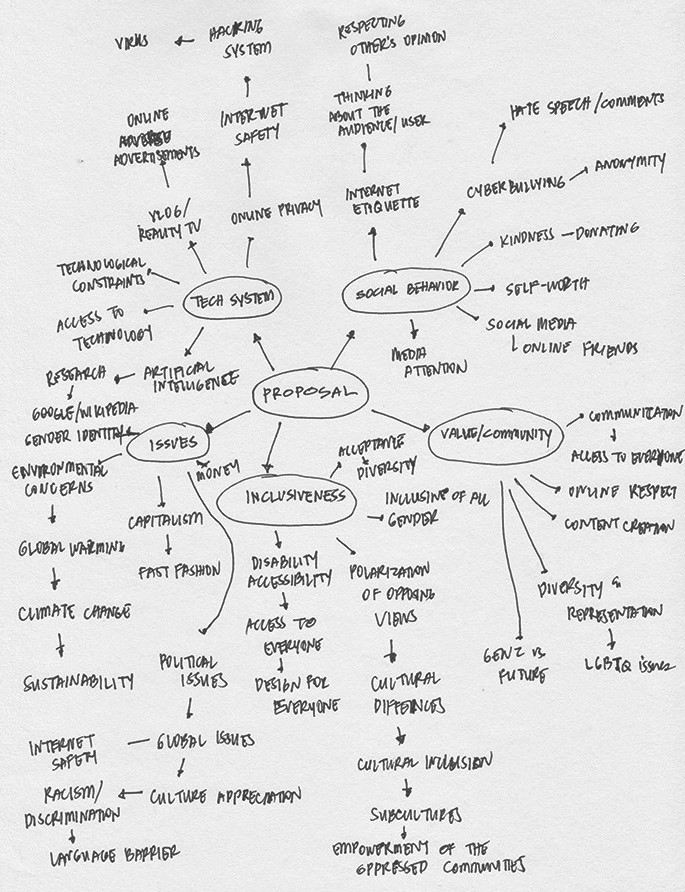 VIRUS
HACKING
SYSTEM
RESPECTING
OTHER'S OPINION
ONLINE
ADVERTISEMENTS
INTERNET
SAFETY
THINKING
ABOUT THE
AUDIENCE/USER
HATE SPEECH/COMMENTS
VLOG/
REALITY TV
ONLINE PRIVACY
INTERNET
ETIQUETTE
CYBERBULLYING
ANONYMITY
KINDNESS — DONATING
TECHNOLOGICAL
CONSTRAINTS
TECH SYSTEM
SOCIAL BEHAVIOR
SELF-WORTH
ACCESS TO
TECHNOLOGY
SOCIAL MEDIA
ONLINE FRIENDS
MEDIA
ATTENTION
RESEARCH
ARTIFICIAL
INTELLIGENCE
PROPOSAL
GOOGLE/WIKIPEDIA
GENDER IDENTITY
ISSUES
VALUE/COMMUNITY
COMMUNICATION
ACCESS TO EVERYONE
ENVIRONMENTAL
CONCERNS
MONEY
INCLUSIVENESS
ACCEPTANCE
DIVERSITY
INCLUSIVE OF ALL
GENDER
ONLINE RESPECT
CONTENT CREATION
CAPITALISM
FAST FASHION
GLOBAL WARMING
DISABILITY
ACCESSIBILITY
POLARIZATION
OF OPPOSING
VIEWS
DIVERSITY &
REPRESENTATION
CLIMATE CHANGE
ACCESS TO
EVERYONE
GEN Z VS
FUTURE
LGBTQ issues
SUSTAINABILITY
POLITICAL
ISSUES
DESIGN FOR
EVERYONE
CULTURAL
DIFFERENCES
INTERNET
SAFETY
GLOBAL ISSUES
CULTURAL INCLUSION
RACISM/
DISCRIMINATION
CULTURE APPRECIATION
SUBCULTURES
LANGUAGE BARRIER
EMPOWERMENT OF THE
OPPRESSED COMMUNITIES